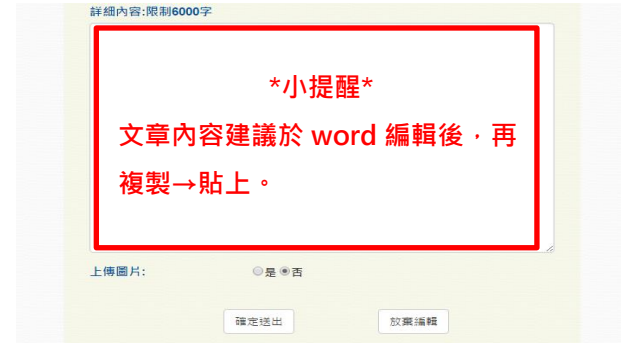 詳細內容:限制6000字
*小提醒*
文章內容建議於 word 編輯後，再
複製→貼上。
上傳圖片:
是 否
確定送出 放棄編輯